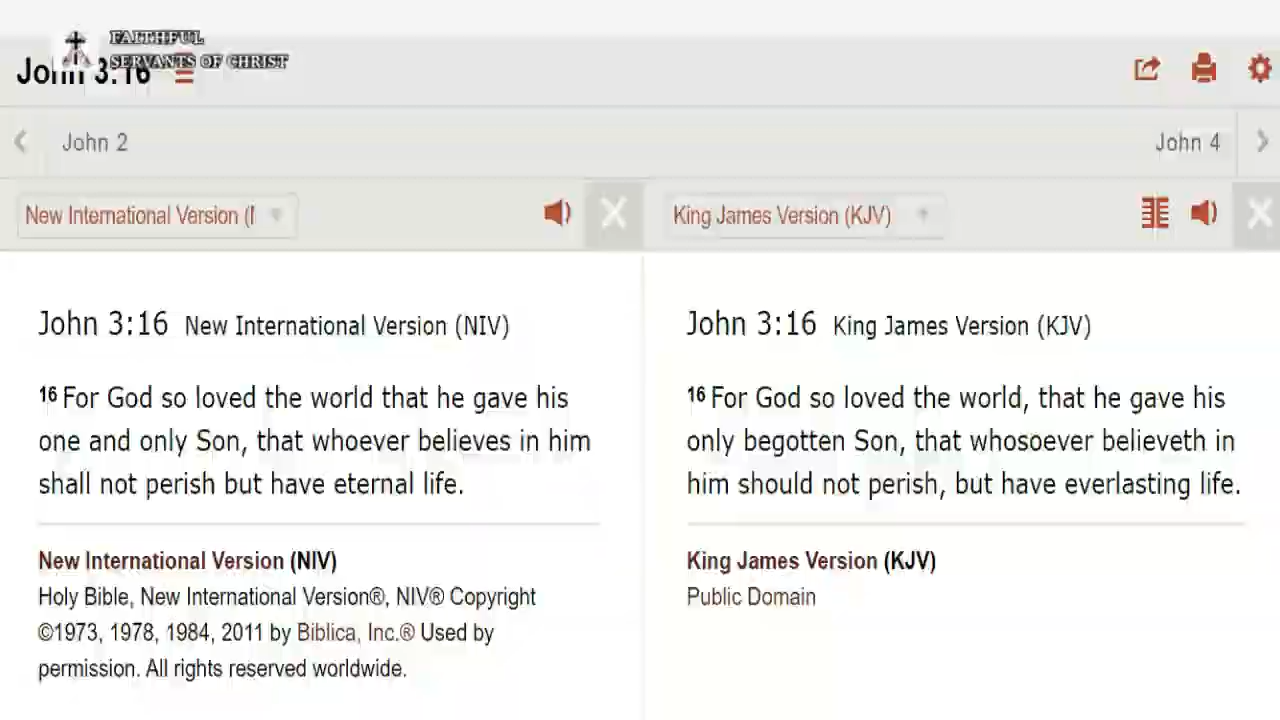 FAITHFUL
SERVANTS OF CHRIST
John 3:16
John 2
John 4
New International Version (
King James Version (KJV)
John 3:16 New International Version (NIV)
16 For God so loved the world that he gave his
one and only Son, that whoever believes in him
shall not perish but have eternal life.
New International Version (NIV)
Holy Bible, New International Version®, NIV® Copyright
©1973, 1978, 1984, 2011 by Biblica, Inc.® Used by
permission. All rights reserved worldwide.
John 3:16 King James Version (KJV)
16 For God so loved the world, that he gave his
only begotten Son, that whosoever believeth in
him should not perish, but have everlasting life.
King James Version (KJV)
Public Domain